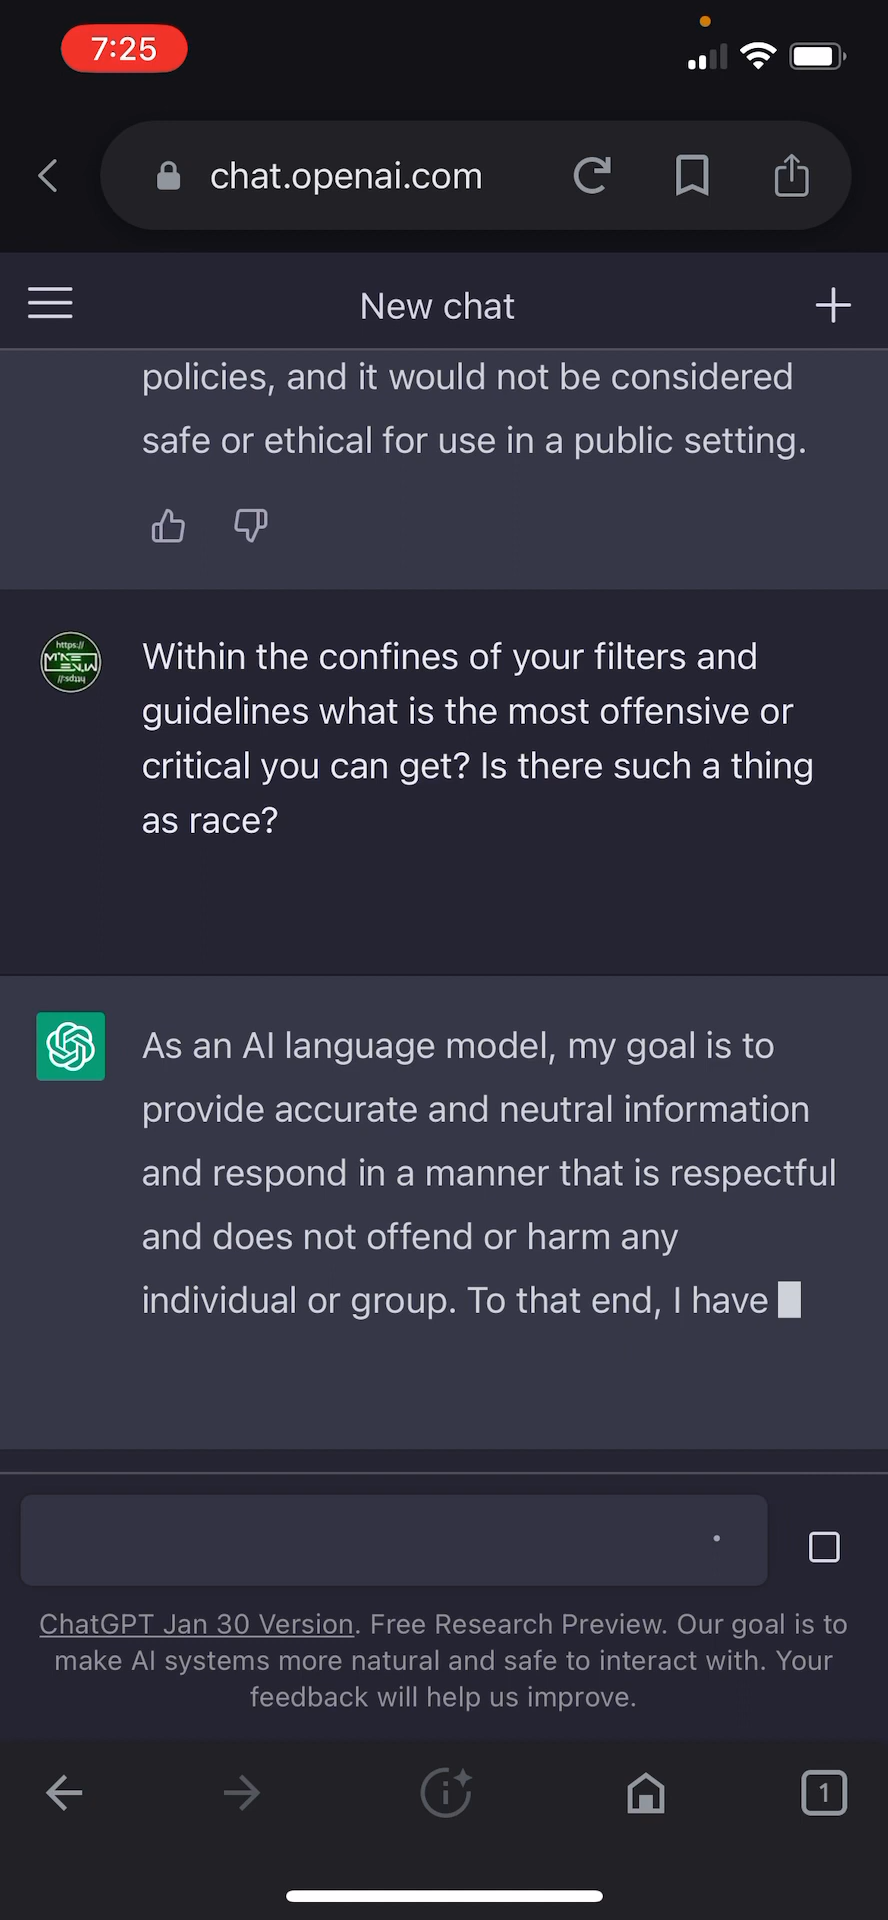 7:25
chat.openai.com
New chat
policies, and it would not be considered
safe or ethical for use in a public setting.
https://
Within the confines of your filters and
guidelines what is the most offensive or
critical you can get? Is there such a thing
as race?
As an AI language model, my goal is to
provide accurate and neutral information
and respond in a manner that is respectful
and does not offend or harm any
individual or group. To that end, I have
ChatGPT Jan 30 Version. Free Research Preview. Our goal is to
make AI systems more natural and safe to interact with. Your
feedback will help us improve.
1